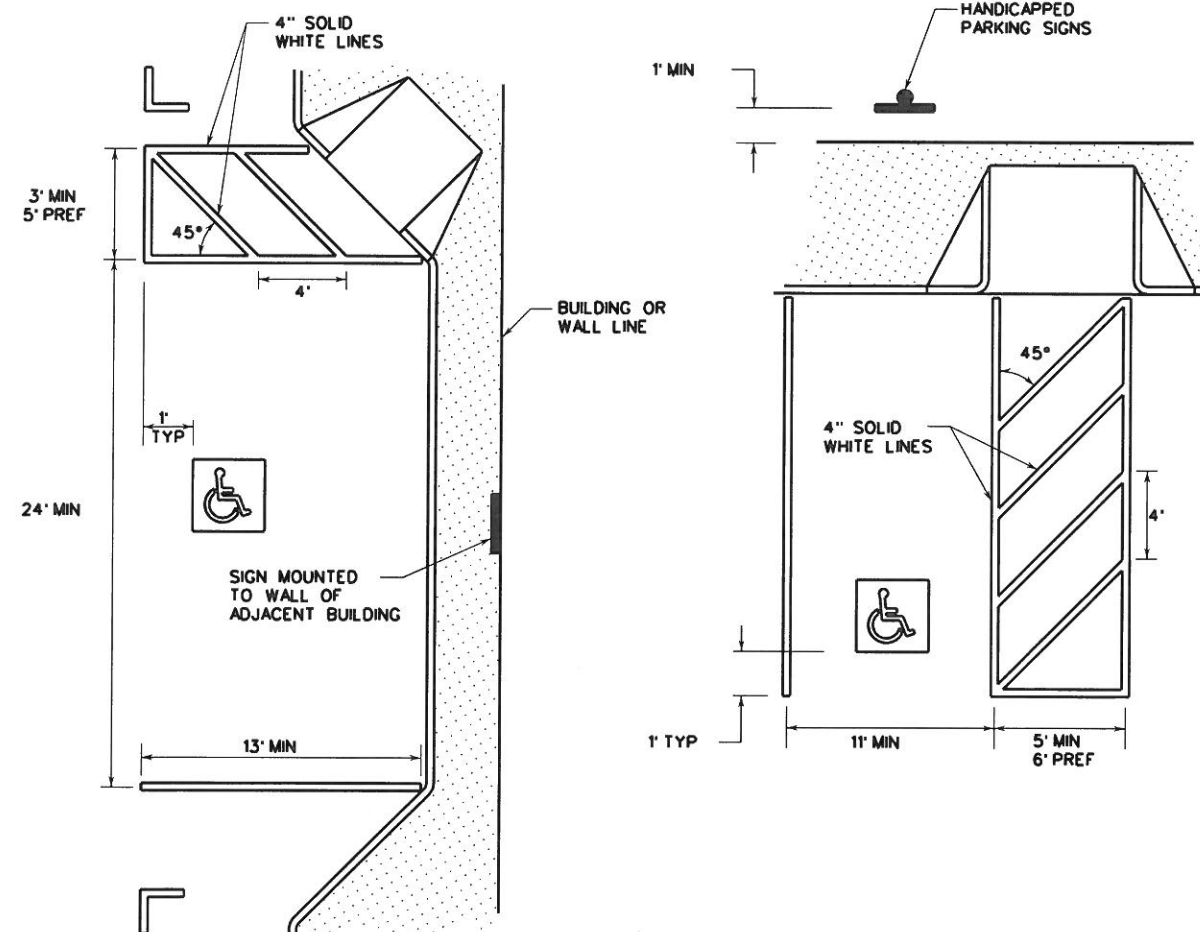 4" SOLID
WHITE LINES
3' MIN
5' PREF
45°
4'
BUILDING OR
WALL LINE
1'
TYP
24' MIN
SIGN MOUNTED
TO WALL OF
ADJACENT BUILDING
13' MIN
HANDICAPPED
PARKING SIGNS
1' MIN
45°
4" SOLID
WHITE LINES
4'
1' TYP
11' MIN
5' MIN
6' PREF